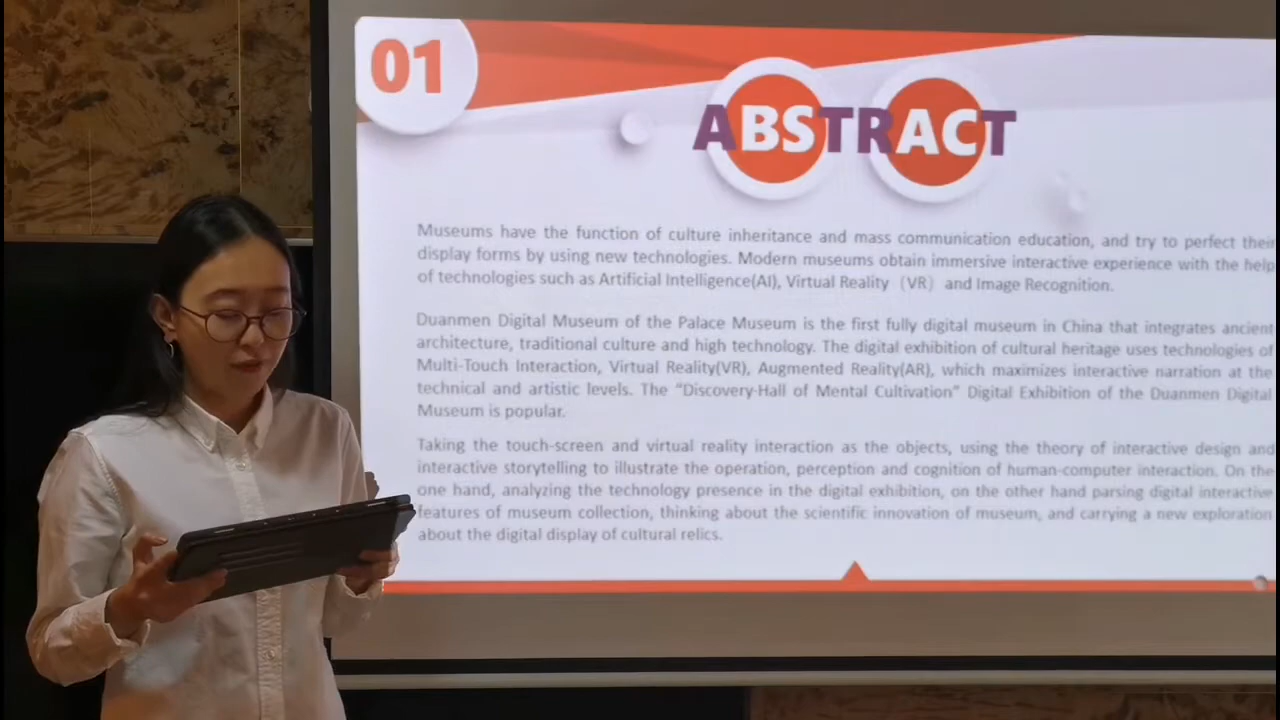 01
ABSTRACT
Museums have the function of culture inheritance and mass communication education, and try to perfect their
display forms by using new technologies. Modern museums obtain immersive interactive experience with the help
of technologies such as Artificial Intelligence(AI), Virtual Reality（VR）and Image Recognition.
Duanmen Digital Museum of the Palace Museum is the first fully digital museum in China that integrates ancient
architecture, traditional culture and high technology. The digital exhibition of cultural heritage uses technologies of
Multi-Touch Interaction, Virtual Reality(VR), Augmented Reality(AR), which maximizes interactive narration at the
technical and artistic levels. The “Discovery·Hall of Mental Cultivation” Digital Exhibition of the Duanmen Digital
Museum is popular.
Taking the touch-screen and virtual reality interaction as the objects, using the theory of interactive design and
interactive storytelling to illustrate the operation, perception and cognition of human-computer interaction. On the
one hand, analyzing the technology presence in the digital exhibition, on the other hand parsing digital interactive
features of museum collection, thinking about the scientific innovation of museum, and carrying a new exploration
about the digital display of cultural relics.